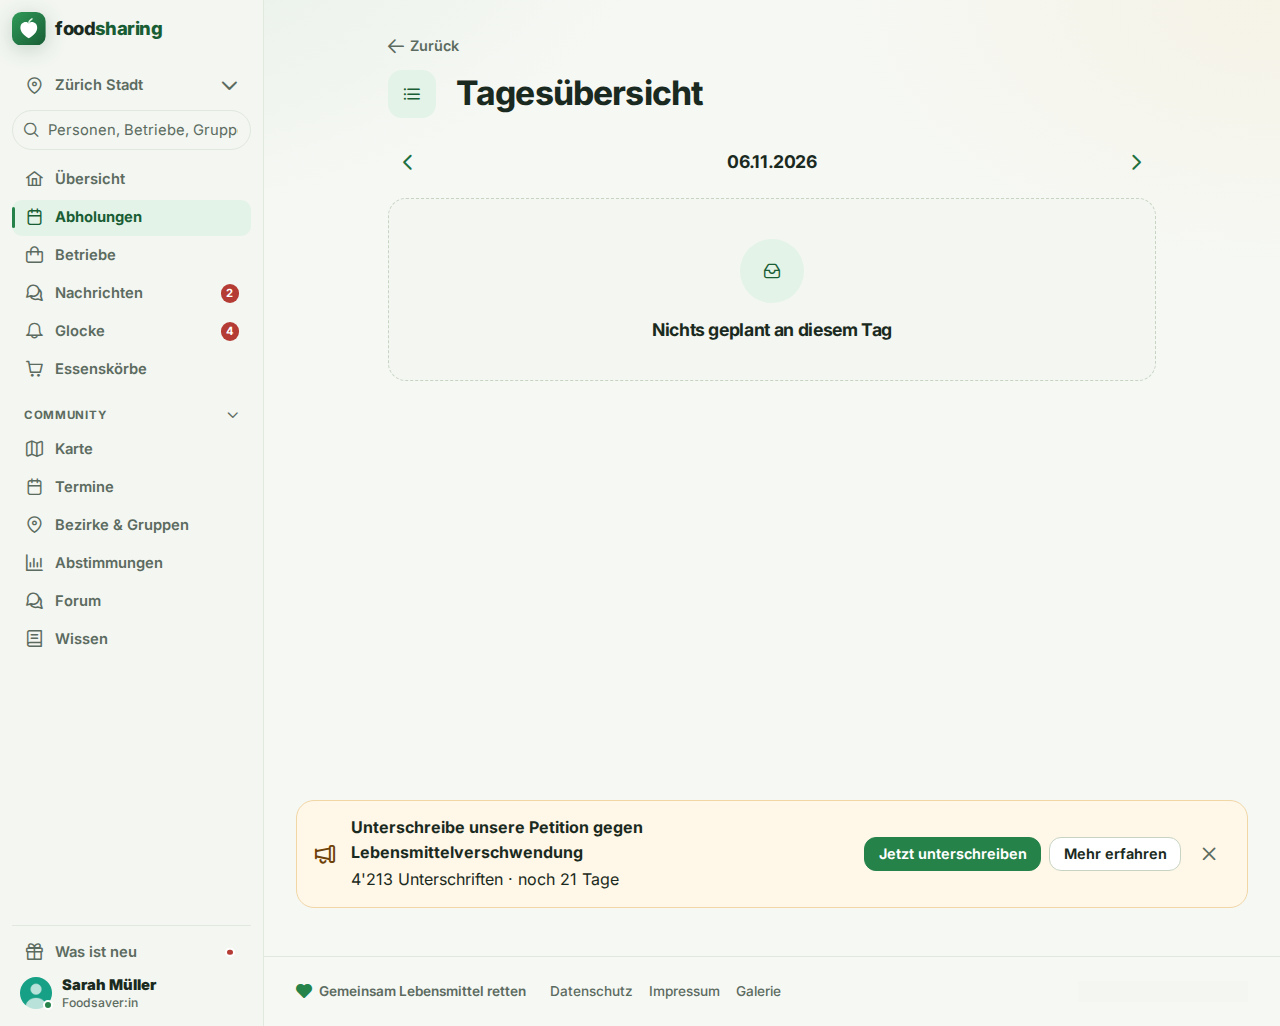 foodsharing
Zürich Stadt
Personen, Betriebe, Grupp
Übersicht
Abholungen
Betriebe
Nachrichten 2
Glocke 4
Essenskörbe
COMMUNITY
Karte
Termine
Bezirke & Gruppen
Abstimmungen
Forum
Wissen
Was ist neu
Sarah Müller
Foodsaver:in
Zurück
Tagesübersicht
06.11.2026
Nichts geplant an diesem Tag
Unterschreibe unsere Petition gegen
Lebensmittelverschwendung
4'213 Unterschriften · noch 21 Tage
Jetzt unterschreiben
Mehr erfahren
Gemeinsam Lebensmittel retten
Datenschutz
Impressum
Galerie